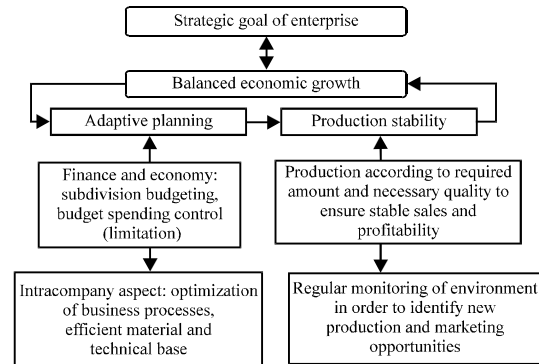 Strategic goal of enterprise
Balanced economic growth
Adaptive planning
Production stability
Finance and economy:
subdivision budgeting,
budget spending control
(limitation)
Production according to required
amount and necessary quality to
ensure stable sales and
profitability
Intracompany aspect: optimization
of business processes,
efficient material and
technical base
Regular monitoring of environment
in order to identify new
production and marketing
opportunities